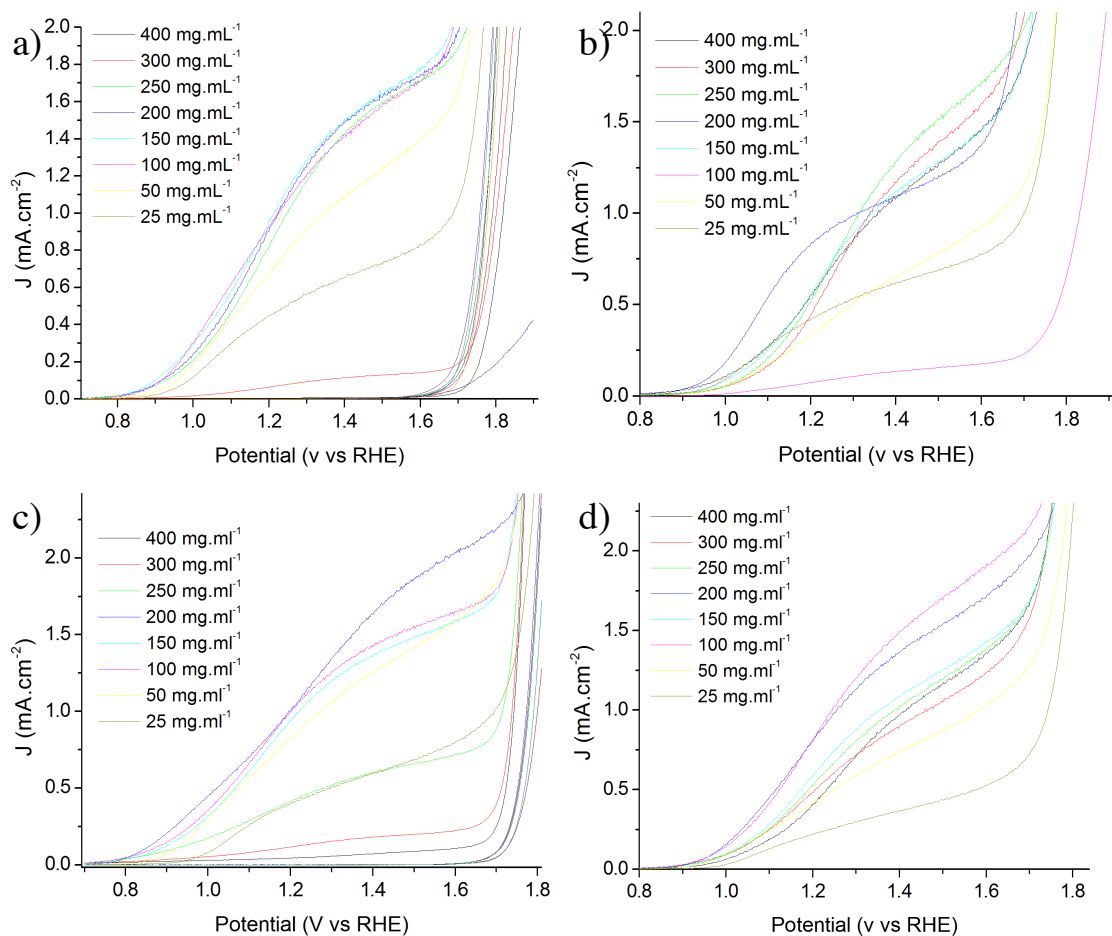 a)
2.0
1.8
1.6
1.4
1.2
1.0
0.8
0.6
0.4
0.2
0.0
J (mA.cm-2)
400 mg.mL-1
300 mg.mL-1
250 mg.mL-1
200 mg.mL-1
150 mg.mL-1
100 mg.mL-1
50 mg.mL-1
25 mg.mL-1
0.8 1.0 1.2 1.4 1.6 1.8
Potential (v vs RHE)
b)
2.0
1.5
1.0
0.5
0.0
J (mA.cm-2)
400 mg.mL-1
300 mg.mL-1
250 mg.mL-1
200 mg.mL-1
150 mg.mL-1
100 mg.mL-1
50 mg.mL-1
25 mg.mL-1
0.8 1.0 1.2 1.4 1.6 1.8
Potential (v vs RHE)
c)
2.0
1.5
1.0
0.5
0.0
J (mA.cm-2)
400 mg.ml-1
300 mg.ml-1
250 mg.ml-1
200 mg.ml-1
150 mg.ml-1
100 mg.ml-1
50 mg.ml-1
25 mg.ml-1
0.8 1.0 1.2 1.4 1.6 1.8
Potential (V vs RHE)
d)
2.0
1.5
1.0
0.5
0.0
J (mA.cm-2)
400 mg.ml-1
300 mg.ml-1
250 mg.ml-1
200 mg.ml-1
150 mg.ml-1
100 mg.ml-1
50 mg.ml-1
25 mg.ml-1
0.8 1.0 1.2 1.4 1.6 1.8
Potential (v vs RHE)